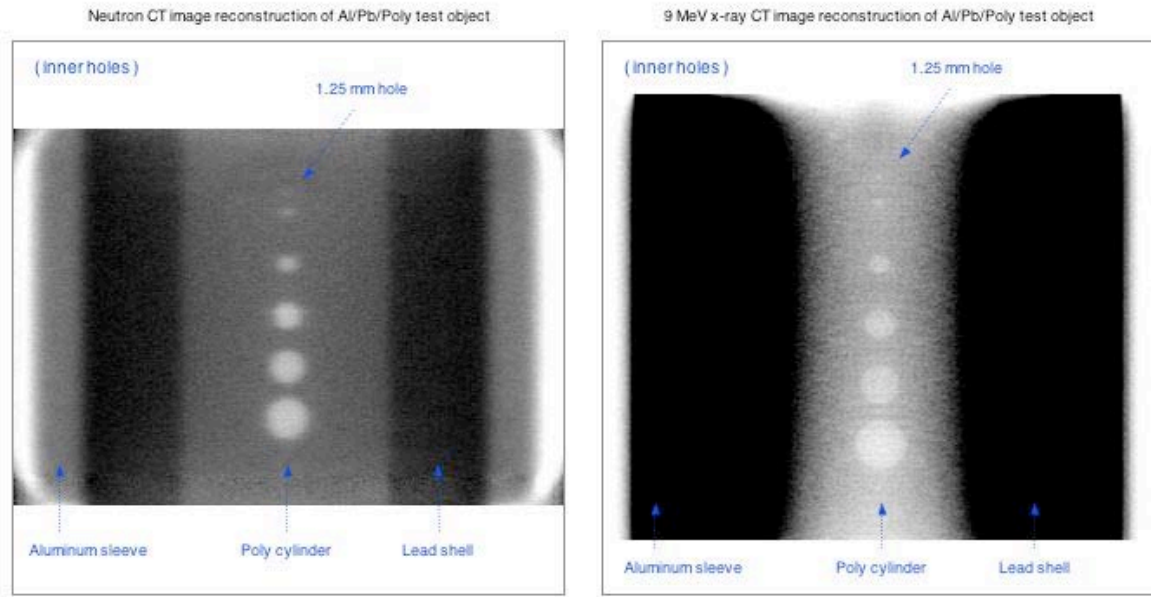 Neutron CT image reconstruction of Al/Pb/Poly test object
(inner holes)
1.25 mm hole
Aluminum sleeve
Poly cylinder
Lead shell
9 MeV x-ray CT image reconstruction of Al/Pb/Poly test object
(inner holes)
1.25 mm hole
Aluminum sleeve
Poly cylinder
Lead shell